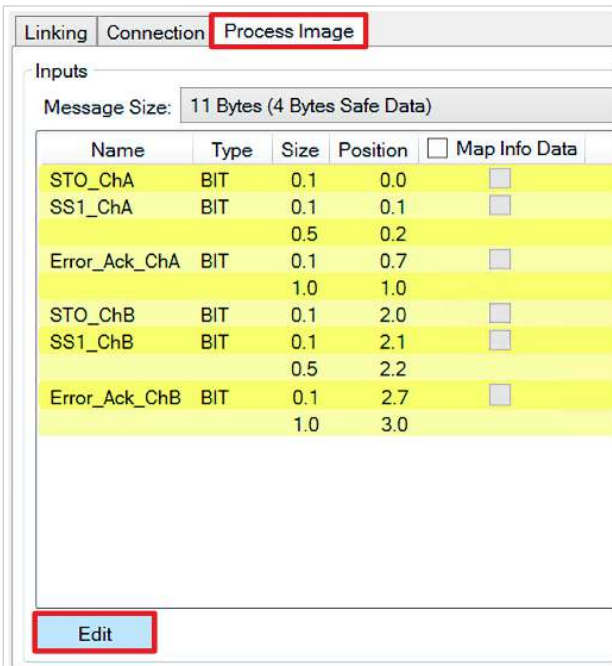 Linking Connection Process Image
Inputs
Message Size: 11 Bytes (4 Bytes Safe Data)
Name Type Size Position Map Info Data
STO_ChA BIT 0.1 0.0
SS1_ChA BIT 0.1 0.1
0.5 0.2
Error_Ack_ChA BIT 0.1 0.7
1.0 1.0
STO_ChB BIT 0.1 2.0
SS1_ChB BIT 0.1 2.1
0.5 2.2
Error_Ack_ChB BIT 0.1 2.7
1.0 3.0
Edit